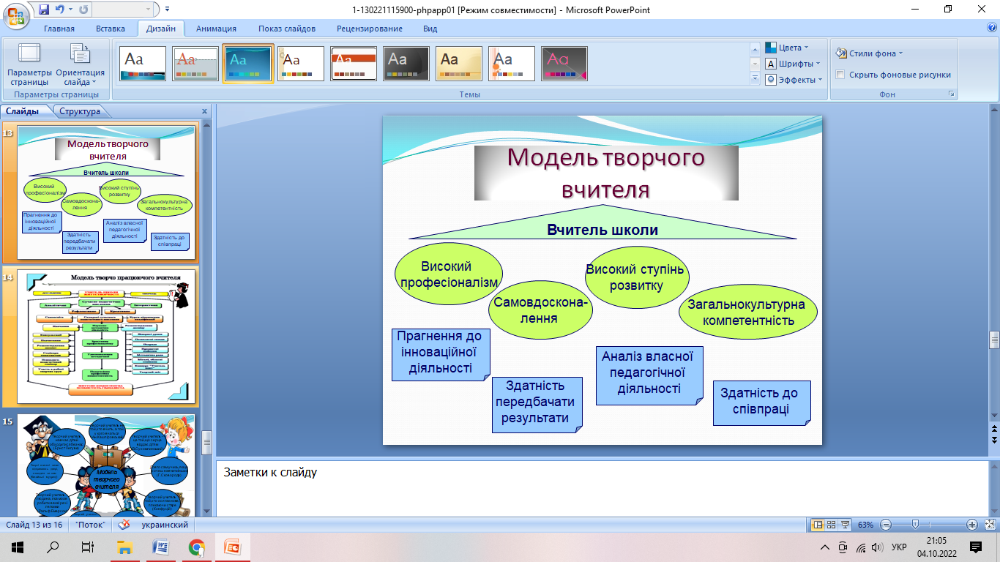 1-130221115900-phpapp01 [Режим совместимости] - Microsoft PowerPoint
Главная Вставка Дизайн Анимация Показ слайдов Рецензирование Вид
Параметры страницы
Ориентация слайда
Параметры страницы
Aa Aa Aa Aa Aa Aa Aa Aa Aa
Темы
Цвета
Шрифты
Эффекты
Стили фона
Скрыть фоновые рисунки
Фон
Слайды Структура
13
Модель творчого
вчителя
Вчитель школи
Високий
професіоналізм
Самовдоскона-
лення
Високий ступінь
розвитку
Загальнокультурна
компетентність
Прагнення до
інноваційної
діяльності
Здатність
передбачати
результати
Аналіз власної
педагогічної
діяльності
Здатність до
співпраці
14
Модель творчо працюючого вчителя
15
Модель
творчого
вчителя
Модель творчого
вчителя
Вчитель школи
Високий
професіоналізм
Самовдоскона-
лення
Високий ступінь
розвитку
Загальнокультурна
компетентність
Прагнення до
інноваційної
діяльності
Здатність
передбачати
результати
Аналіз власної
педагогічної
діяльності
Здатність до
співпраці
Заметки к слайду
Слайд 13 из 16 "Поток" украинский 63%
УКР
21:05
04.10.2022